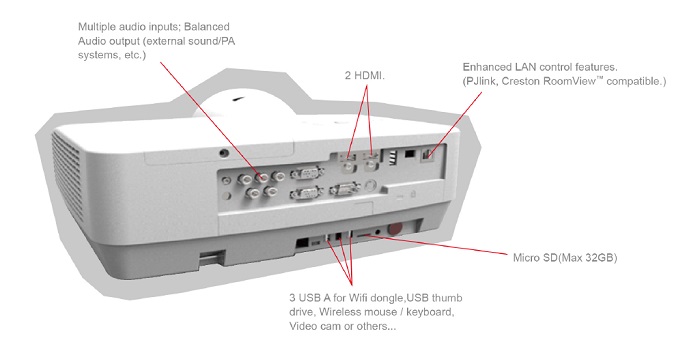 Multiple audio inputs; Balanced
Audio output (external sound/PA
systems, etc.)
2 HDMI.
Enhanced LAN control features.
(PJlink, Creston RoomView™ compatible.)
Micro SD(Max 32GB)
3 USB A for Wifi dongle,USB thumb
drive, Wireless mouse / keyboard,
Video cam or others...